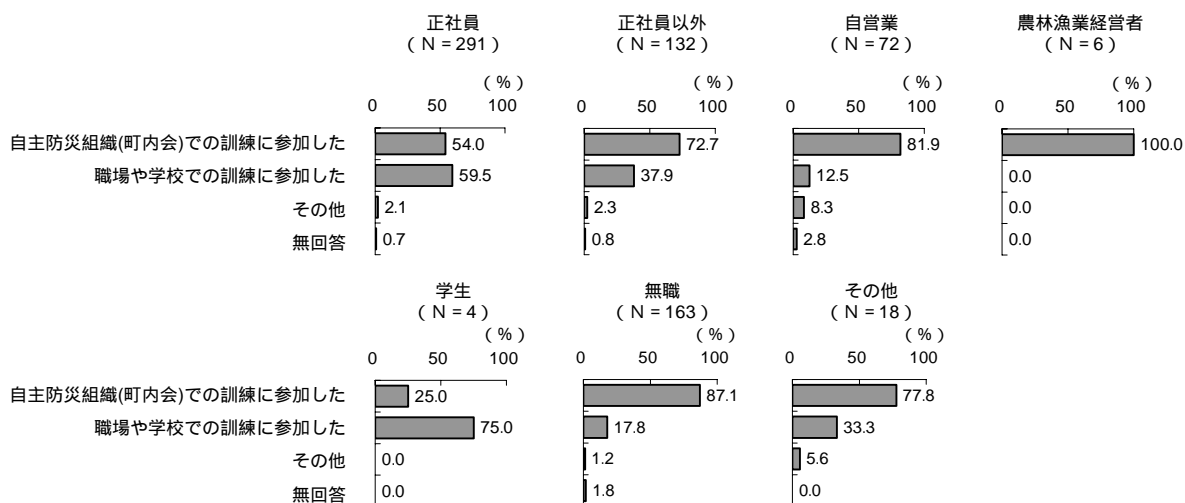 正社員 正社員以外 自営業 農林漁業経営者
（Ｎ＝291） （Ｎ＝132） （Ｎ＝72） （Ｎ＝6）
（%） （%） （%） （%）
0 50 100 0 50 100 0 50 100 0 50 100
自主防災組織(町内会)での訓練に参加した 54.0 72.7 81.9 100.0
職場や学校での訓練に参加した 59.5 37.9 12.5 0.0
その他 2.1 2.3 8.3 0.0
無回答 0.7 0.8 2.8 0.0
学生 無職 その他
（Ｎ＝4） （Ｎ＝163） （Ｎ＝18）
（%） （%） （%）
0 50 100 0 50 100 0 50 100
自主防災組織(町内会)での訓練に参加した 25.0 87.1 77.8
職場や学校での訓練に参加した 75.0 17.8 33.3
その他 0.0 1.2 5.6
無回答 0.0 1.8 0.0